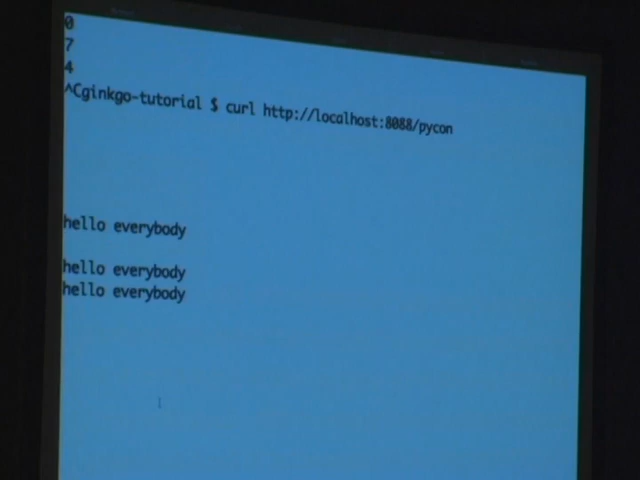 0
7
4
^Cginkgo-tutorial $ curl http://localhost:8088/pycon
hello everybody
hello everybody
hello everybody